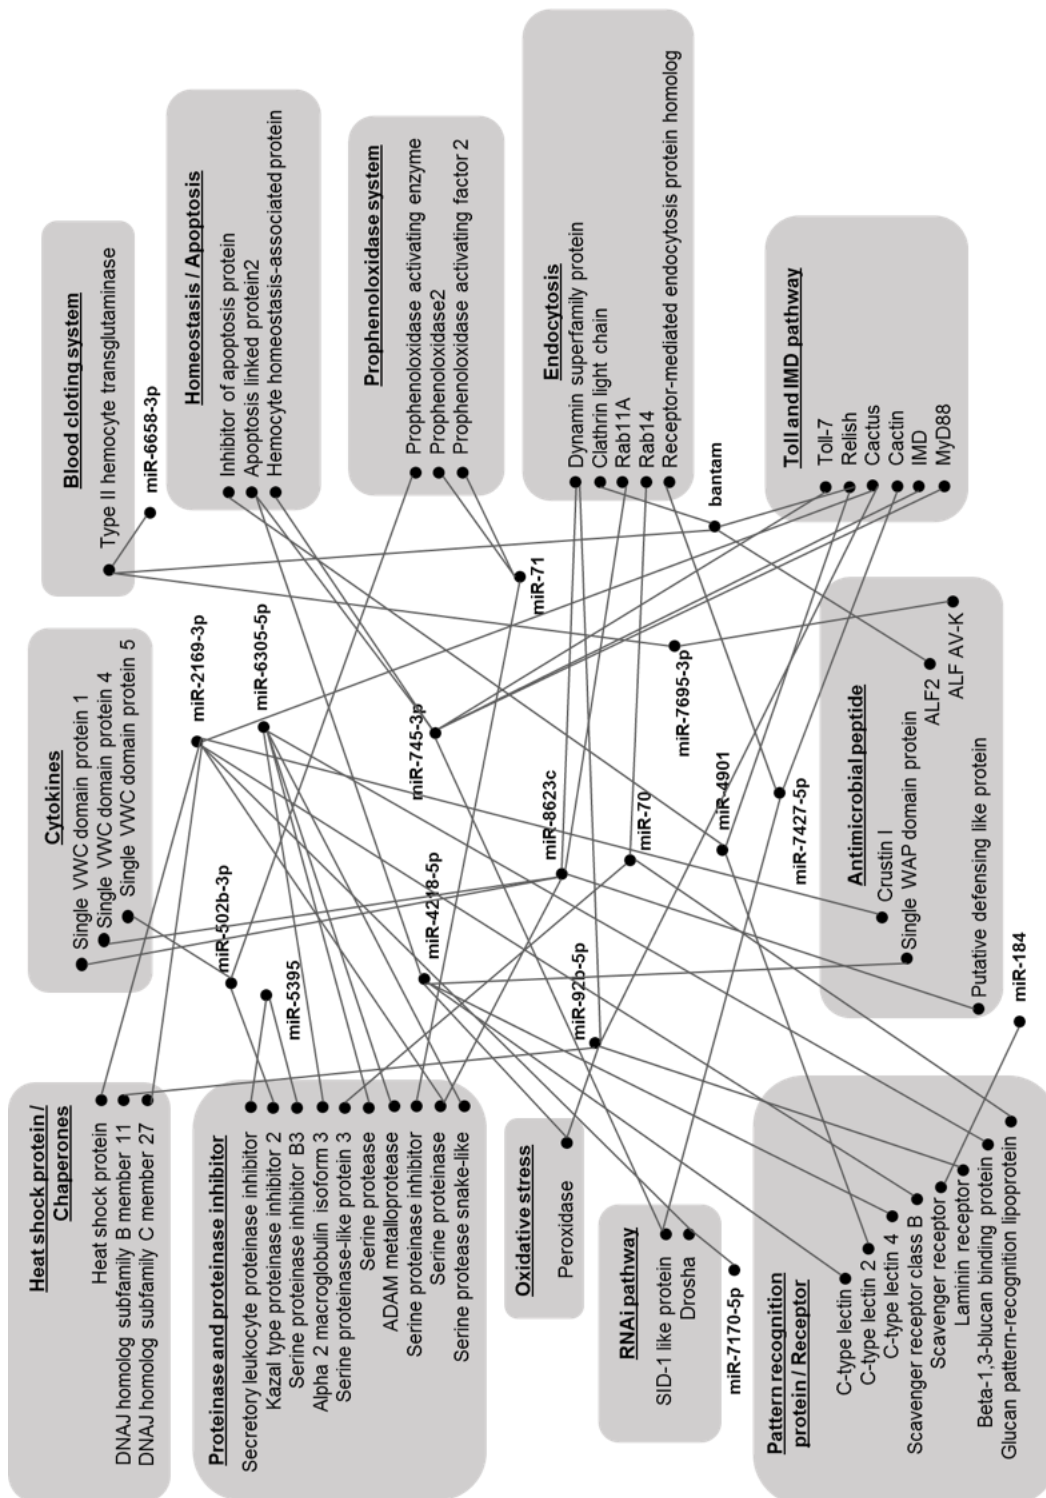 Heat shock protein /
Chaperones
Heat shock protein
DNAJ homolog subfamily B member 11
DNAJ homolog subfamily C member 27
Cytokines
Single VWC domain protein 1
Single VWC domain protein 4
Single VWC domain protein 5
Blood cloting system
Type II hemocyte transglutaminase
miR-6658-3p
Proteinase and proteinase inhibitor
Secretory leukocyte proteinase inhibitor
Kazal type proteinase inhibitor 2
Serine proteinase inhibitor B3
Alpha 2 macroglobulin isoform 3
Serine proteinase-like protein 3
Serine protease
ADAM metalloprotease
Serine proteinase inhibitor
Serine proteinase
Serine protease snake-like
miR-502b-3p
miR-5395
miR-2169-3p
miR-6305-5p
miR-745-3p
miR-4218-5p
Homeostasis / Apoptosis
Inhibitor of apoptosis protein
Apoptosis linked protein2
Hemocyte homeostasis-associated protein
Prophenoloxidase system
Prophenoloxidase activating enzyme
Prophenoloxidase2
Prophenoloxidase activating factor 2
miR-71
Oxidative stress
Peroxidase
miR-92b-5p
miR-8623c
miR-70
Endocytosis
Dynamin superfamily protein
Clathrin light chain
Rab11A
Rab14
Receptor-mediated endocytosis protein homolog
RNAi pathway
SID-1 like protein
Drosha
miR-7170-5p
miR-7695-3p
miR-4901
bantam
miR-7427-5p
Pattern recognition
protein / Receptor
C-type lectin
C-type lectin 2
C-type lectin 4
Scavenger receptor class B
Scavenger receptor
Laminin receptor
Beta-1,3-blucan binding protein
Glucan pattern-recognition lipoprotein
miR-184
Antimicrobial peptide
Crustin I
Single WAP domain protein
ALF2
ALF AV-K
Putative defensing like protein
Toll and IMD pathway
Toll-7
Relish
Cactus
Cactin
IMD
MyD88